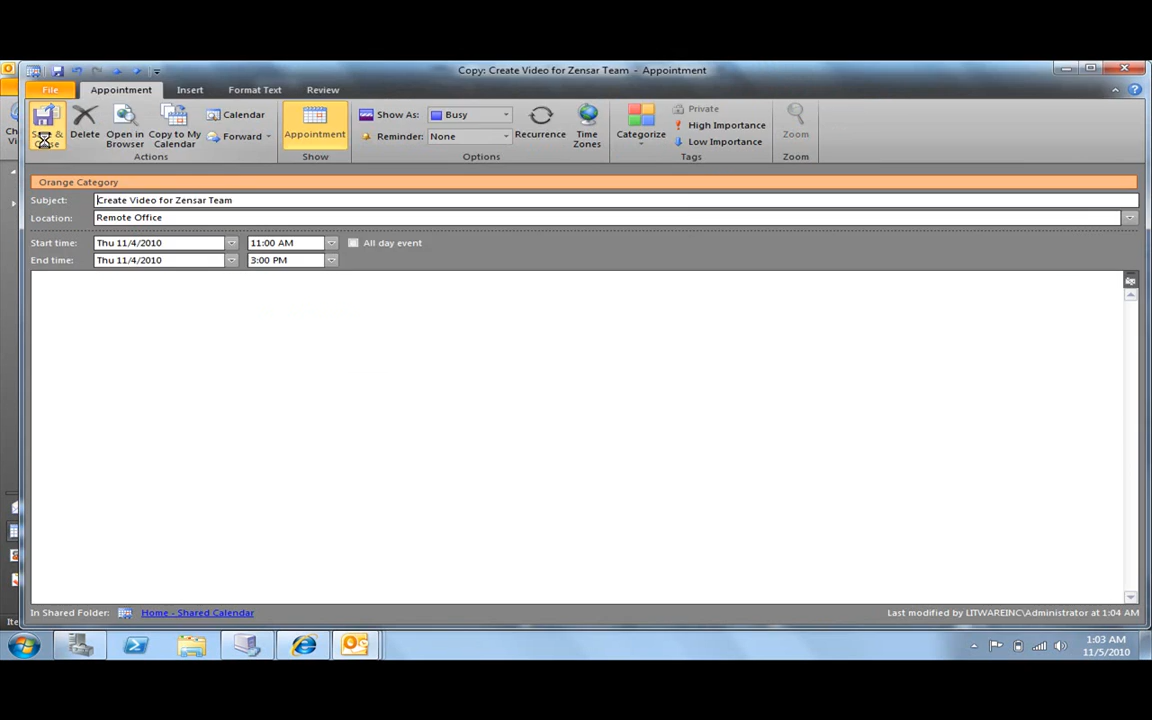 Copy: Create Video for Zensar Team - Appointment
File Appointment Insert Format Text Review
Save & Close
Delete
Open in Browser
Copy to My Calendar
Calendar
Forward
Actions
Appointment
Show
Show As: Busy
Reminder: None
Recurrence
Time Zones
Options
Categorize
Private
High Importance
Low Importance
Tags
Zoom
Zoom
Orange Category
Subject: Create Video for Zensar Team
Location: Remote Office
Start time: Thu 11/4/2010 11:00 AM All day event
End time: Thu 11/4/2010 3:00 PM
In Shared Folder: Home - Shared Calendar Last modified by LITWAREINC\Administrator at 1:04 AM
1:03 AM
11/5/2010